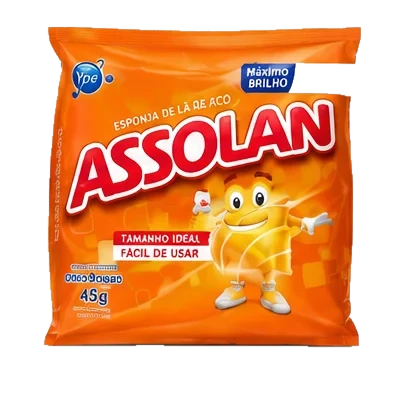 Ypê
Máximo
BRILHO
ESPONJA DE LÃ DE AÇO
ASSOLAN
TAMANHO IDEAL
FÁCIL DE USAR
45g